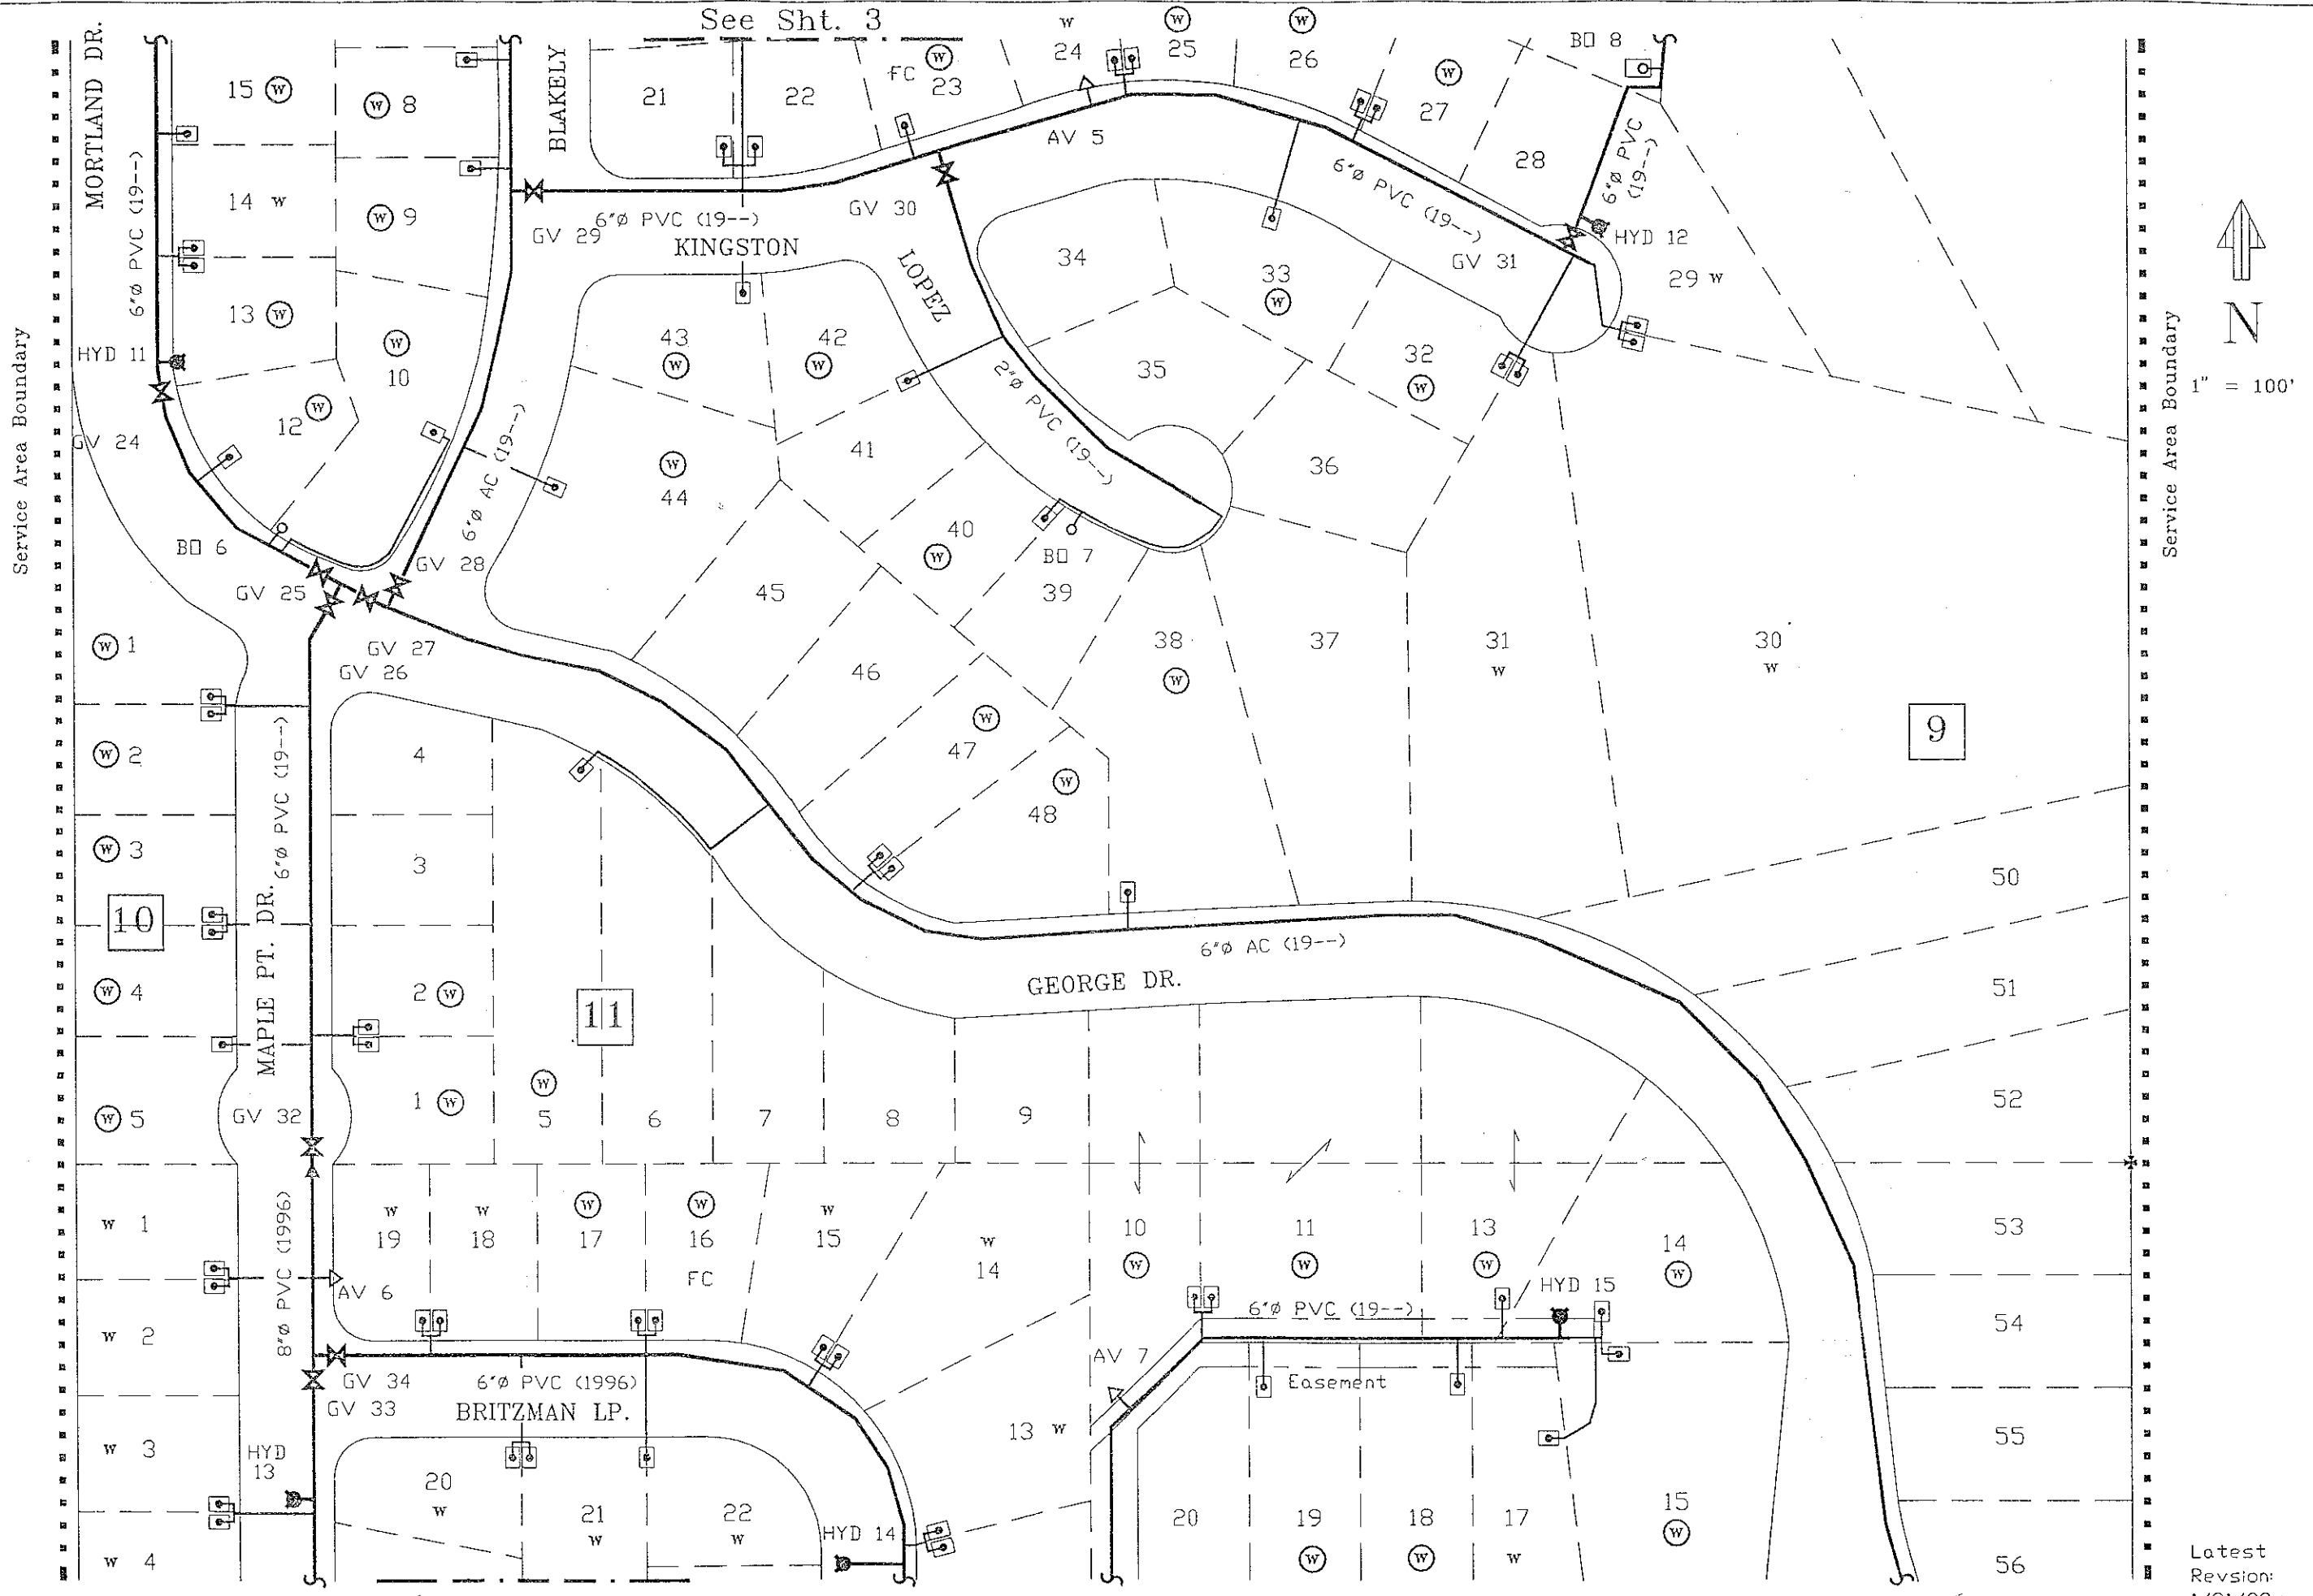 See Sht. 3
MORTLAND DR.
BLAKELY
15 W
W 8
21
22
FC
W
23
w
24
W
25
W
26
W
27
BO 8
28
AV 5
6"ø PVC (19--)
14 w
W 9
6"ø PVC (19--)
GV 29
6"ø PVC (19--)
KINGSTON
GV 30
LOPEZ
6"ø PVC (19--)
GV 31
HYD 12
29 w
N
1" = 100'
13 W
HYD 11
W
10
43
W
42
W
34
33
W
35
32
W
2"ø PVC (19--)
Service Area Boundary
Service Area Boundary
12
W
GV 24
6"ø AC (19--)
W
44
41
36
40
W
BO 7
39
BO 6
GV 28
GV 25
45
W 1
GV 27
GV 26
46
38
W
37
31
w
30
w
9
W 2
4
6"ø PVC (19--)
W
47
W
48
W 3
3
50
10
MAPLE PT. DR.
6"ø AC (19--)
GEORGE DR.
51
W 4
2 W
11
W 5
GV 32
1 W
W
5
6
7
8
9
52
w 1
8"ø PVC (1996)
w
19
w
18
W
17
W
16
FC
w
15
w
14
10
W
11
W
13
W
14
W
53
HYD 15
AV 6
6"ø PVC (19--)
54
w 2
AV 7
GV 34
6"ø PVC (1996)
Easement
GV 33
BRITZMAN LP.
13 w
55
w 3
HYD
13
20
w
21
w
22
w
HYD 14
20
19
W
18
W
17
w
15
W
w 4
56
Latest
Revsion: